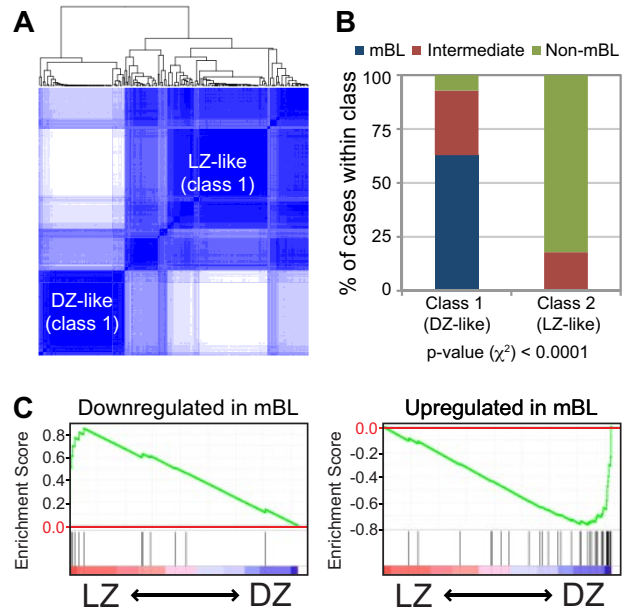 A
LZ-like
(class 1)
DZ-like
(class 1)
B
mBL Intermediate Non-mBL
% of cases within class
100
75
50
25
0
Class 1
(DZ-like)
Class 2
(LZ-like)
p-value (χ²) < 0.0001
C
Downregulated in mBL
Enrichment Score
0.8
0.6
0.4
0.2
0.0
LZ DZ
Upregulated in mBL
Enrichment Score
0.0
-0.2
-0.4
-0.6
-0.8
LZ DZ